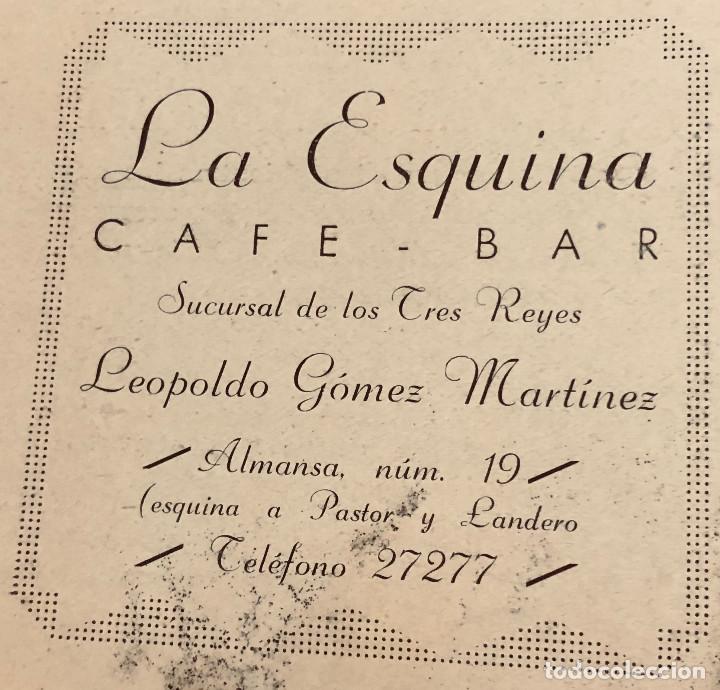 La Esquina
CAFE - BAR
Sucursal de los Tres Reyes
Leopoldo Gómez Martínez
Almansa, núm. 19
(esquina a Pastor y Landero
Teléfono 27277
todocoleccion